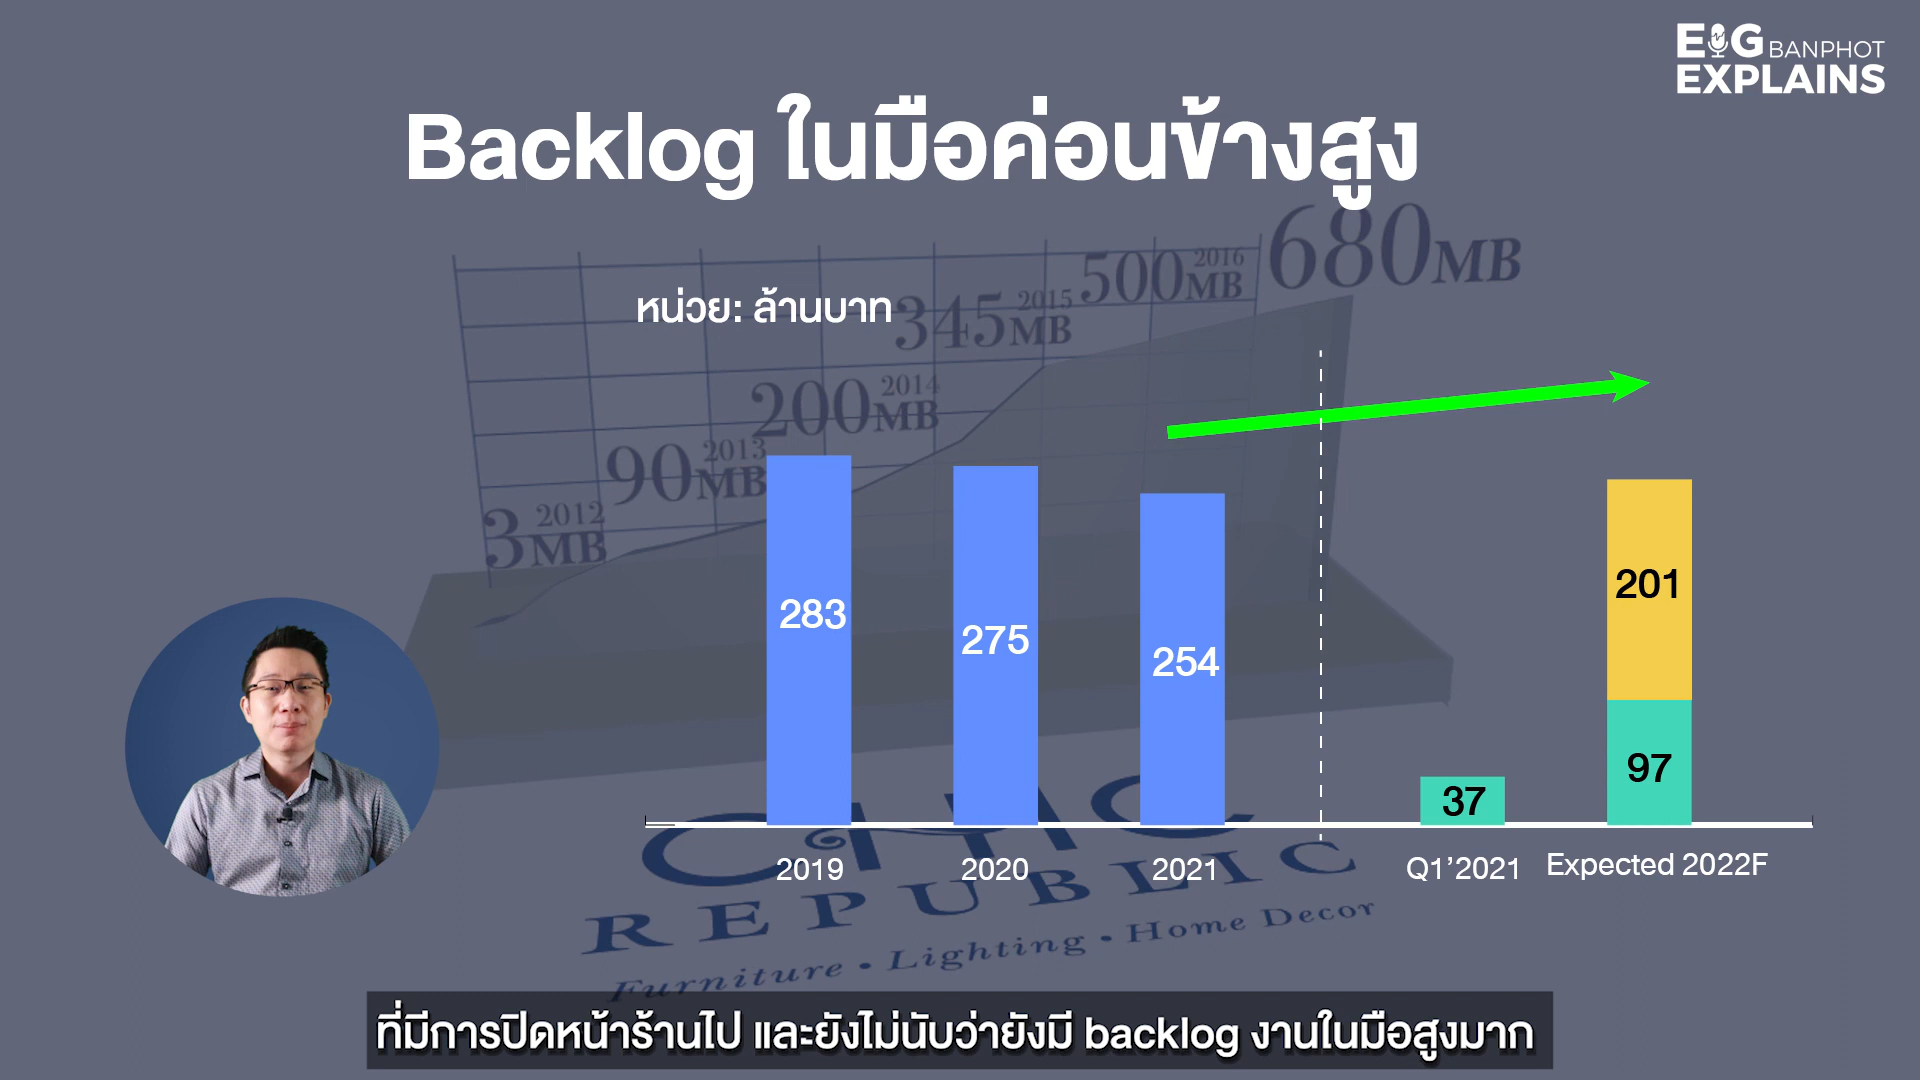 EIG BANPHOT
EXPLAINS
Backlog ในมือค่อนข้างสูง
680MB
2016
500MB
2015
345MB
หน่วย: ล้านบาท
2014
200MB
2013
90MB
2012
3MB
283
275
254
37
201
97
2019
2020
2021
Q1’2021
Expected 2022F
CHIC
REPUBLIC
Furniture • Lighting • Home Decor
ที่มีการปิดหน้าร้านไป และยังไม่นับว่ายังมี backlog งานในมือสูงมาก